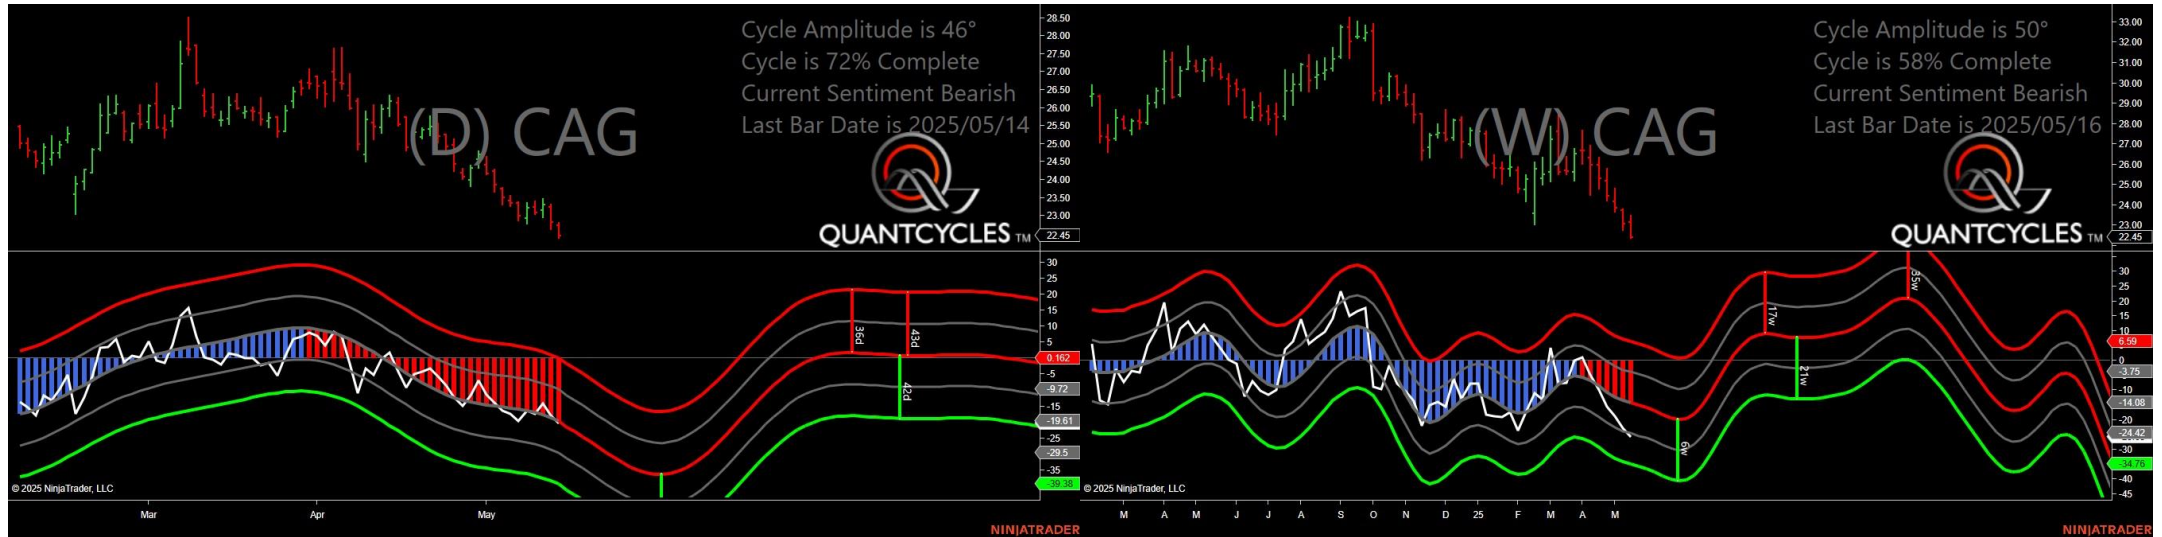 Cycle Amplitude is 46°
Cycle is 72% Complete
Current Sentiment Bearish
Last Bar Date is 2025/05/14
(D) CAG
QUANTCYCLES TM
28.50
28.00
27.50
27.00
26.50
26.00
25.50
25.00
24.50
24.00
23.50
23.00
22.45
30
25
20
15
10
5
0.162
-5
-9.72
-15
-19.61
-25
-29.5
-35
-39.38
36d
43d
42d
© 2025 NinjaTrader, LLC
Mar Apr May
NINJATRADER
Cycle Amplitude is 50°
Cycle is 58% Complete
Current Sentiment Bearish
Last Bar Date is 2025/05/16
(W) CAG
QUANTCYCLES TM
33.00
32.00
31.00
30.00
29.00
28.00
27.00
26.00
25.00
24.00
23.00
22.45
30
25
20
15
10
6.59
0
-3.75
-10
-14.08
-20
-24.42
-30
-34.76
-40
-45
17w
35w
21w
6w
© 2025 NinjaTrader, LLC
M A M J J A S O N D 25 F M A M
NINJATRADER